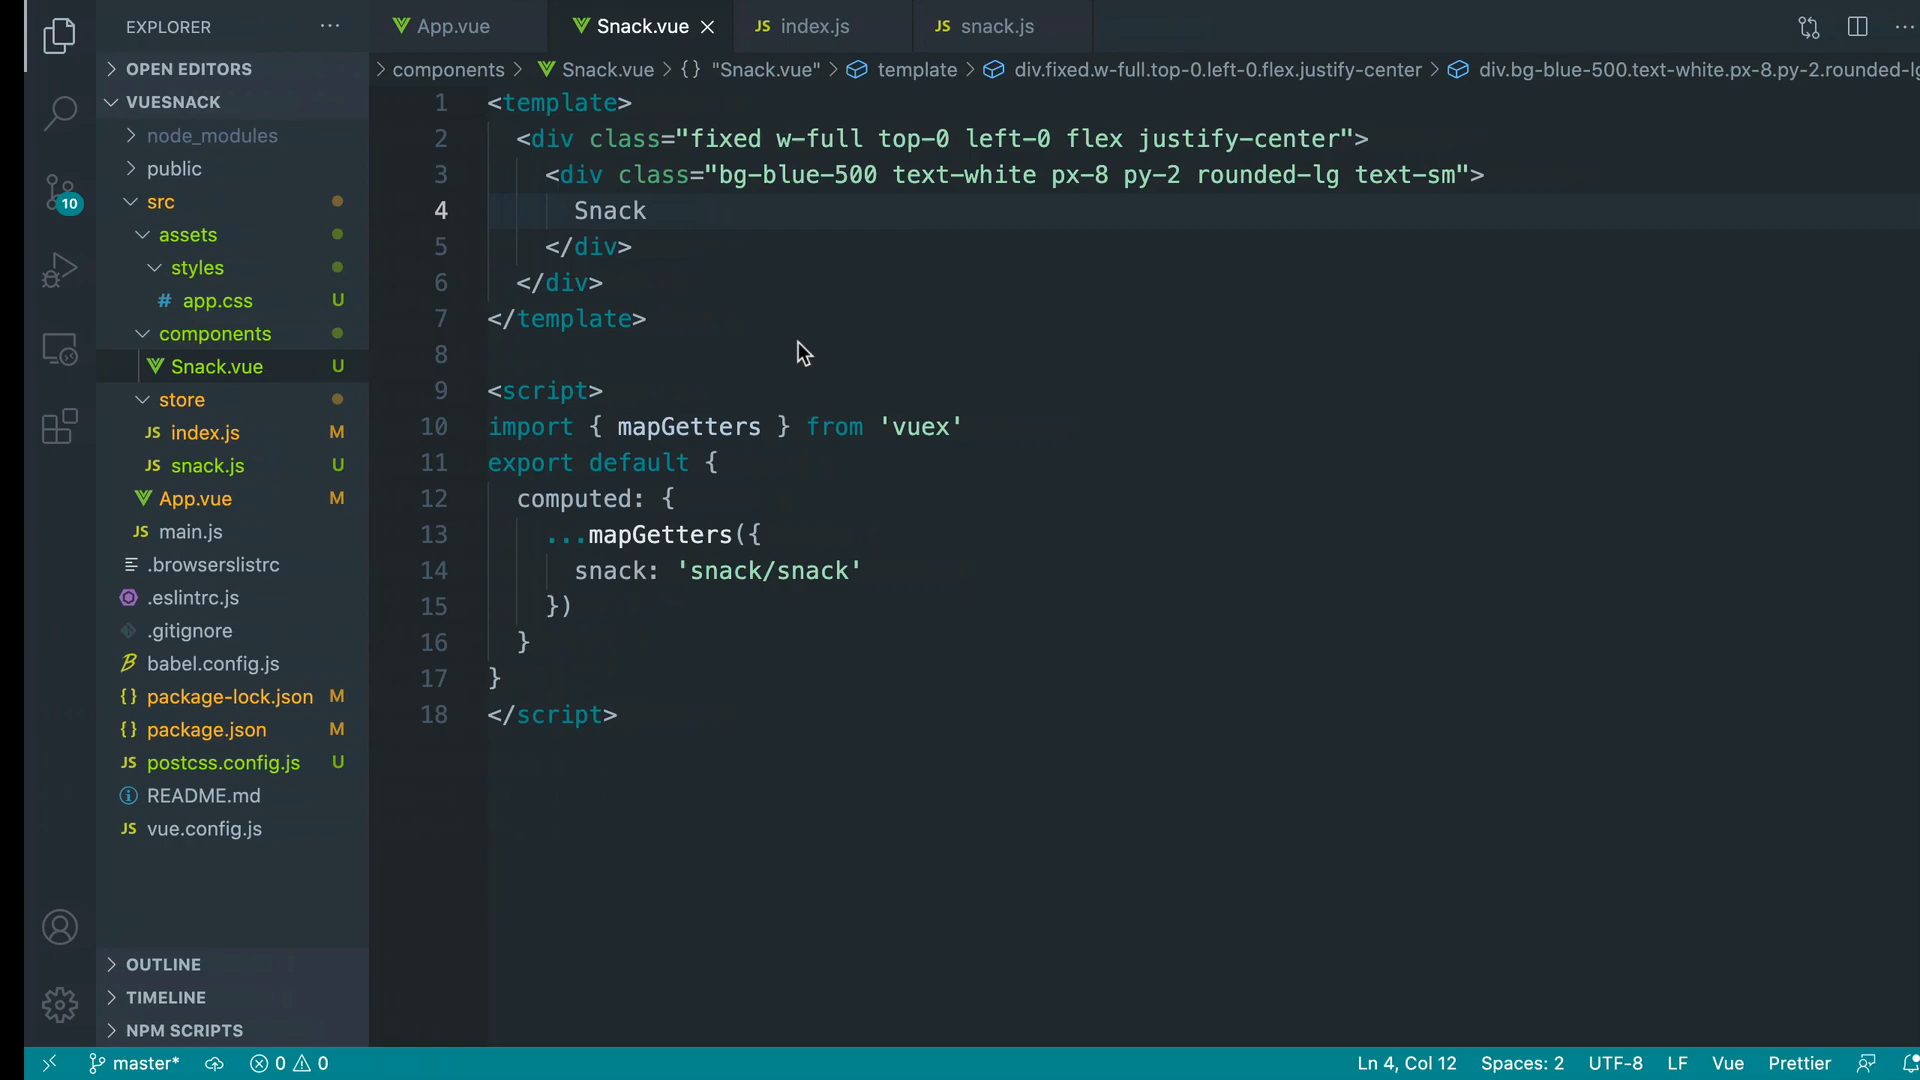 EXPLORER
OPEN EDITORS
VUESNACK
node_modules
public
src
assets
styles
# app.css U
components
Snack.vue U
store
JS index.js M
JS snack.js U
App.vue M
JS main.js
.browserslistrc
.eslintrc.js
.gitignore
babel.config.js
{} package-lock.json M
{} package.json M
JS postcss.config.js U
README.md
JS vue.config.js
OUTLINE
TIMELINE
NPM SCRIPTS
10
App.vue Snack.vue JS index.js JS snack.js
components > Snack.vue > {} "Snack.vue" > template > div.fixed.w-full.top-0.left-0.flex.justify-center > div.bg-blue-500.text-white.px-8.py-2.rounded-lg
1 <template>
2 <div class="fixed w-full top-0 left-0 flex justify-center">
3 <div class="bg-blue-500 text-white px-8 py-2 rounded-lg text-sm">
4 Snack
5 </div>
6 </div>
7 </template>
8
9 <script>
10 import { mapGetters } from 'vuex'
11 export default {
12 computed: {
13 ...mapGetters({
14 snack: 'snack/snack'
15 })
16 }
17 }
18 </script>
master* 0 0 Ln 4, Col 12 Spaces: 2 UTF-8 LF Vue Prettier